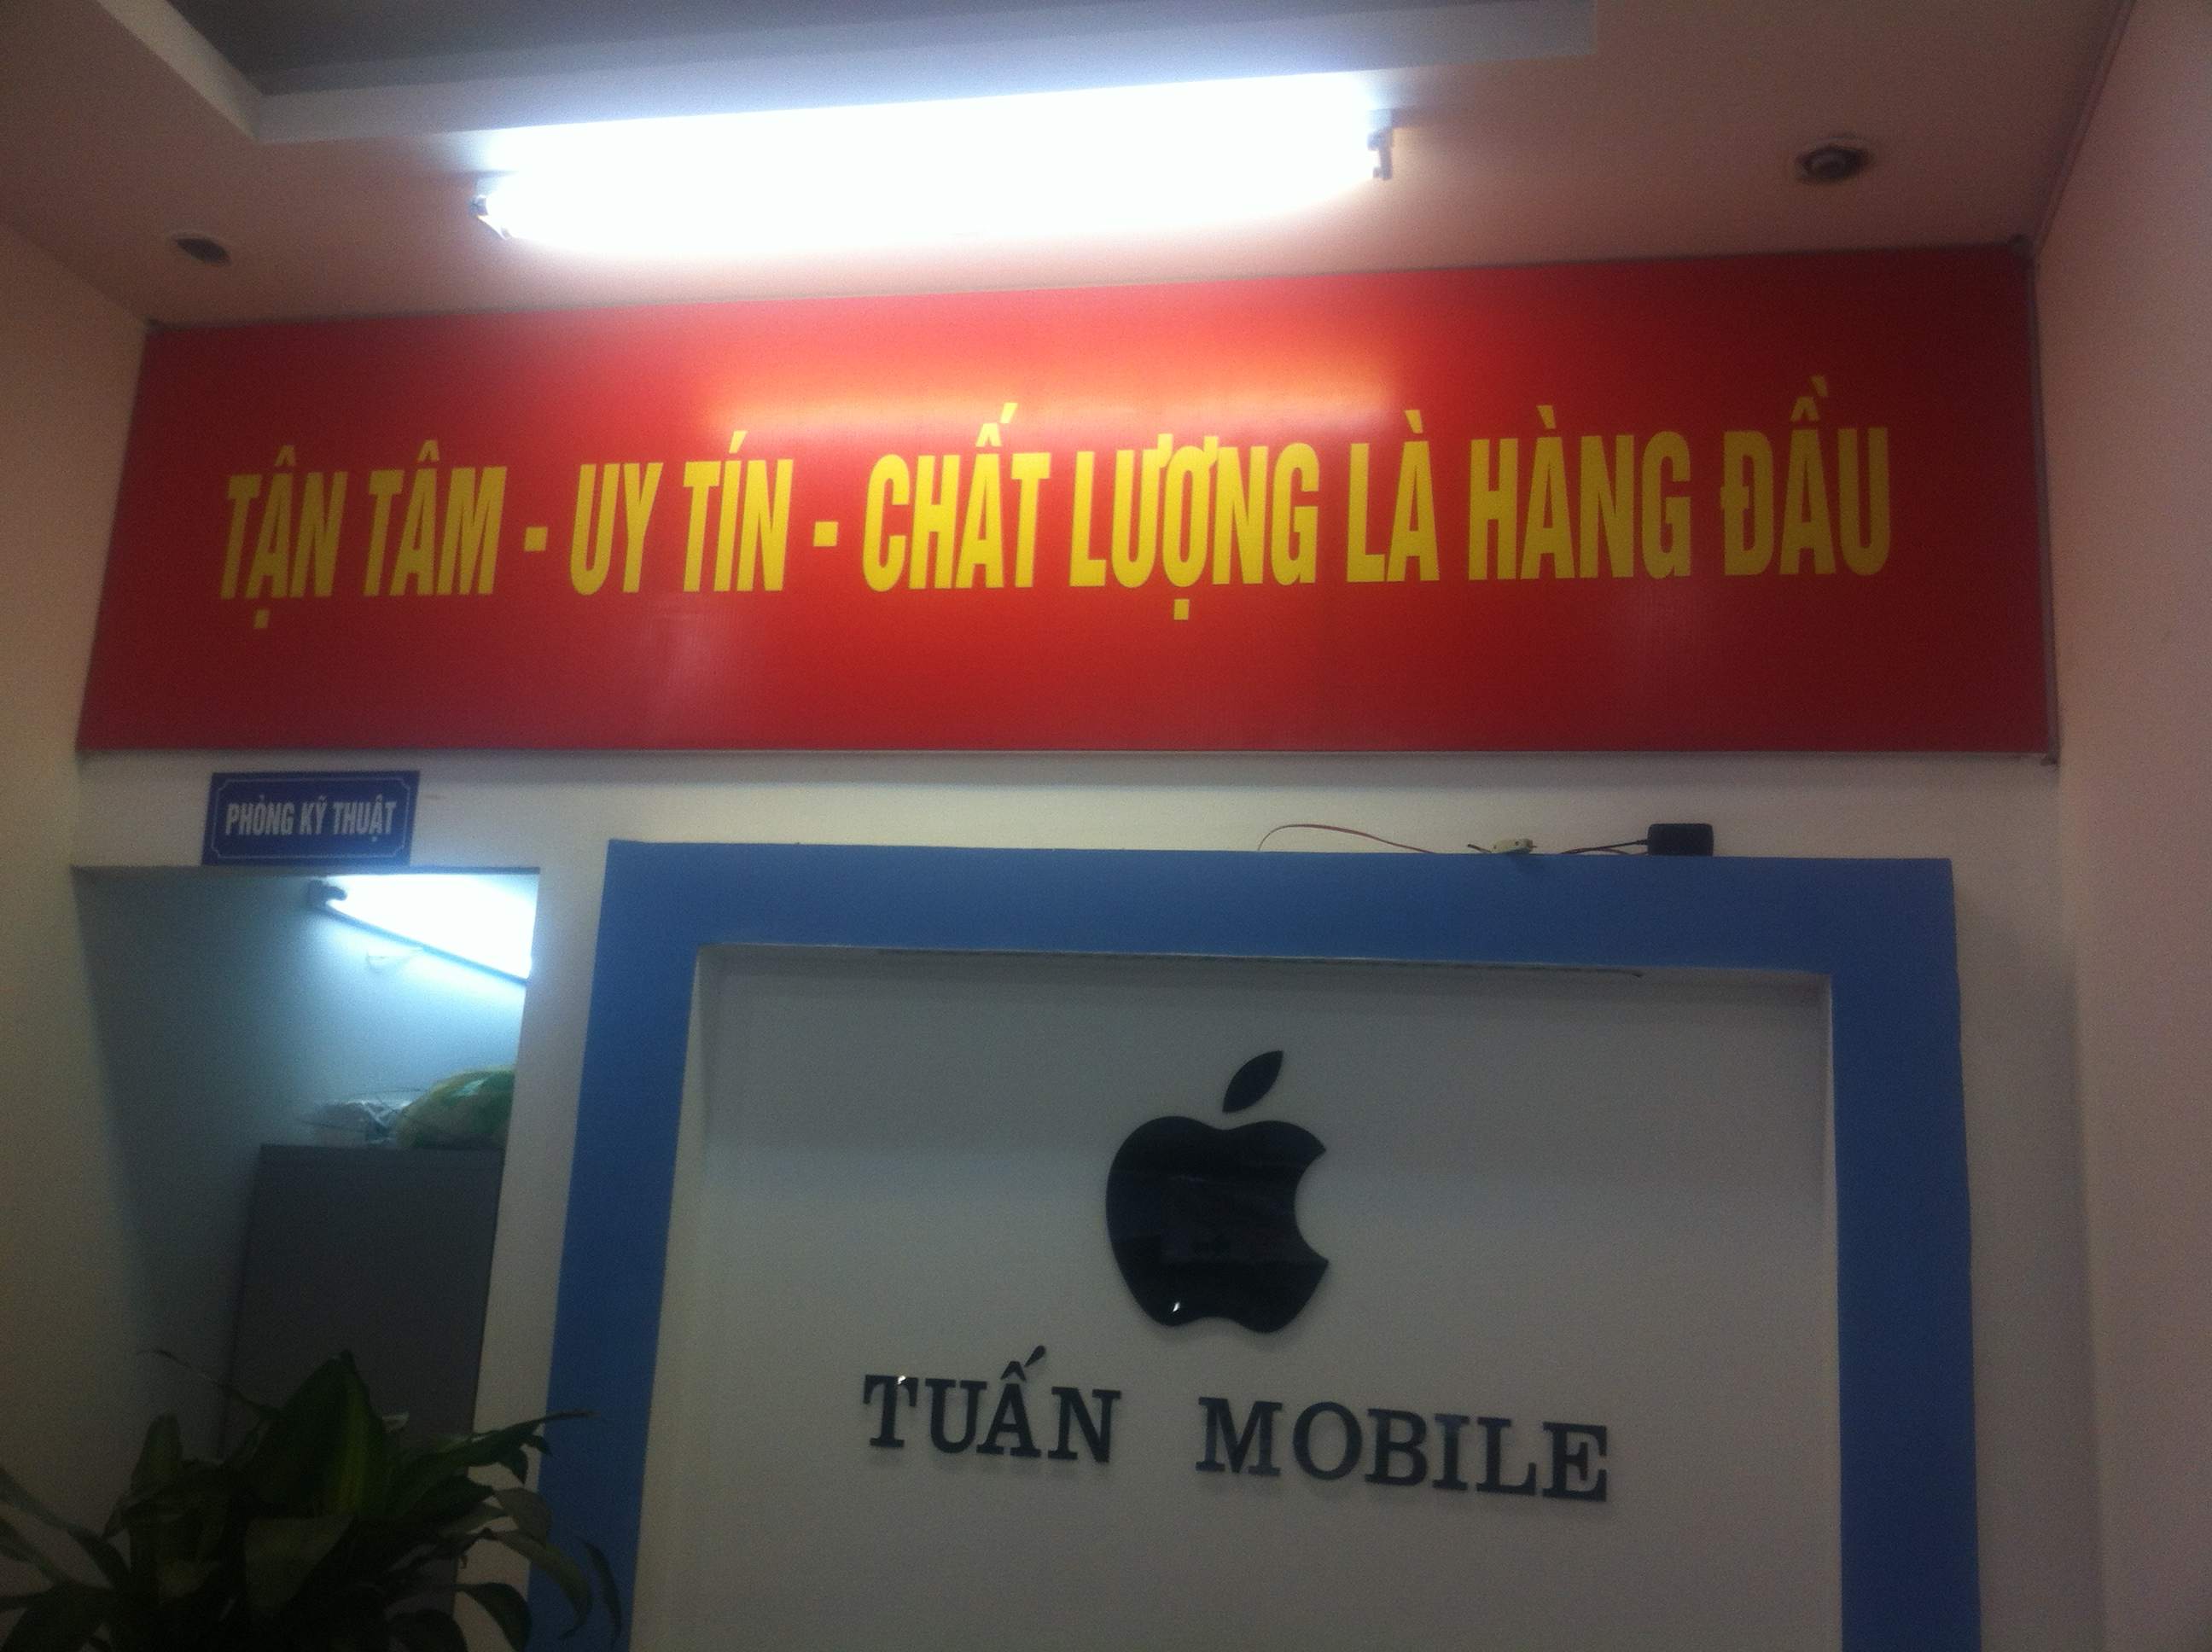 TẬN TÂM - UY TÍN - CHẤT LƯỢNG LÀ HÀNG ĐẦU
PHÒNG KỸ THUẬT
TUẤN MOBILE